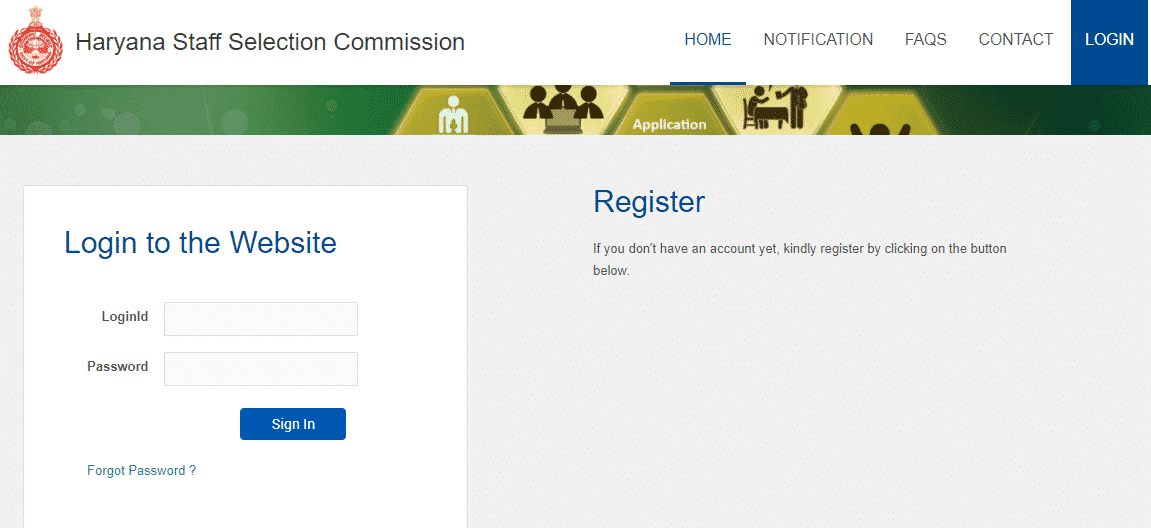 Haryana Staff Selection Commission
HOME NOTIFICATION FAQS CONTACT LOGIN
Application
Login to the Website
LoginId
Password
Sign In
Forgot Password ?
Register
If you don't have an account yet, kindly register by clicking on the button
below.